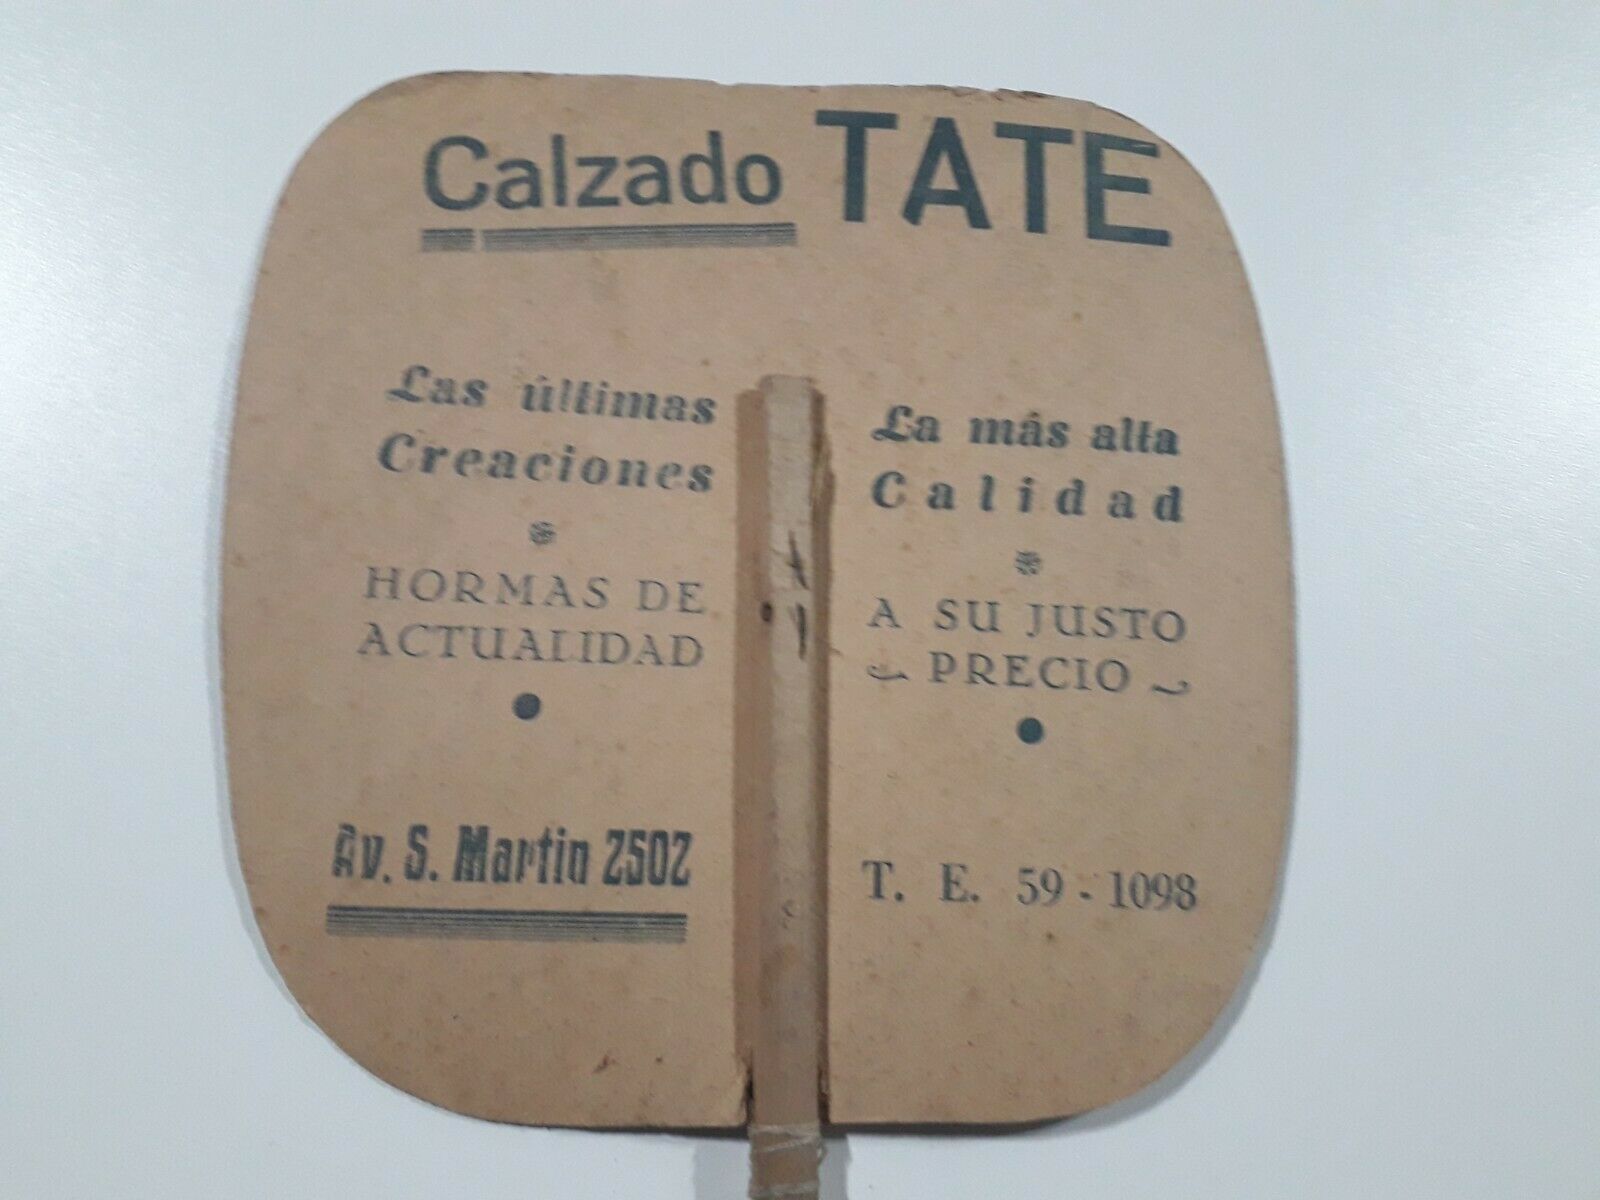 Calzado TATE
Las últimas
Creaciones
HORMAS DE
ACTUALIDAD
Av. S. Martin 2502
La más alta
Calidad
A SU JUSTO
PRECIO
T. E. 59 - 1098